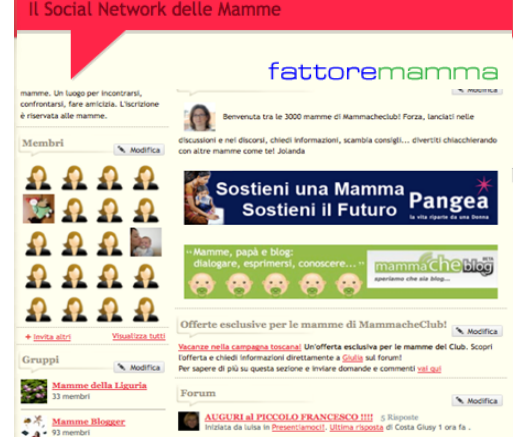 Il Social Network delle Mamme
fattoremamma
mamme. Un luogo per incontrarsi,
confrontarsi, fare amicizia. L'iscrizione
è riservata alle mamme.
Membri
Modifica
+ Invita altri
Visualizza tutti
Gruppi
Modifica
Mamme della Liguria
33 membri
Mamme Blogger
93 membri
Modifica
Benvenuta tra le 3000 mamme di Mammacheclub! Forza, lanciati nelle
discussioni e nei discorsi, chiedi informazioni, scambia consigli... divertiti chiacchierando
con altre mamme come te! Jolanda
Sostieni una Mamma
Sostieni il Futuro
Pangea
la vita riparte da una Donna
Mamme, papà e blog:
dialogare, esprimersi, conoscere...
mammacheblog
BETA
speriamo che sia blog...
Offerte esclusive per le mamme di MammacheClub!
Modifica
Vacanze nella campagna toscana! Un'offerta esclusiva per le mamme del Club. Scopri
l'offerta e chiedi informazioni direttamente a Giulia sul forum!
Per sapere di più su questa sezione e inviare domande e commenti vai qui
Forum
Modifica
AUGURI al PICCOLO FRANCESCO !!!! 5 Risposte
Iniziata da luisa in Presentiamoci!. Ultima risposta di Costa Giusy 1 ora fa .